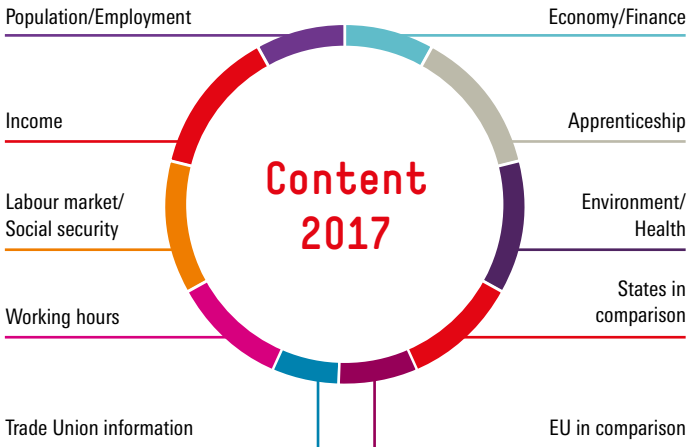 Population/Employment
Economy/Finance
Income
Apprenticeship
Content
2017
Labour market/
Social security
Environment/
Health
States in
comparison
Working hours
Trade Union information
EU in comparison